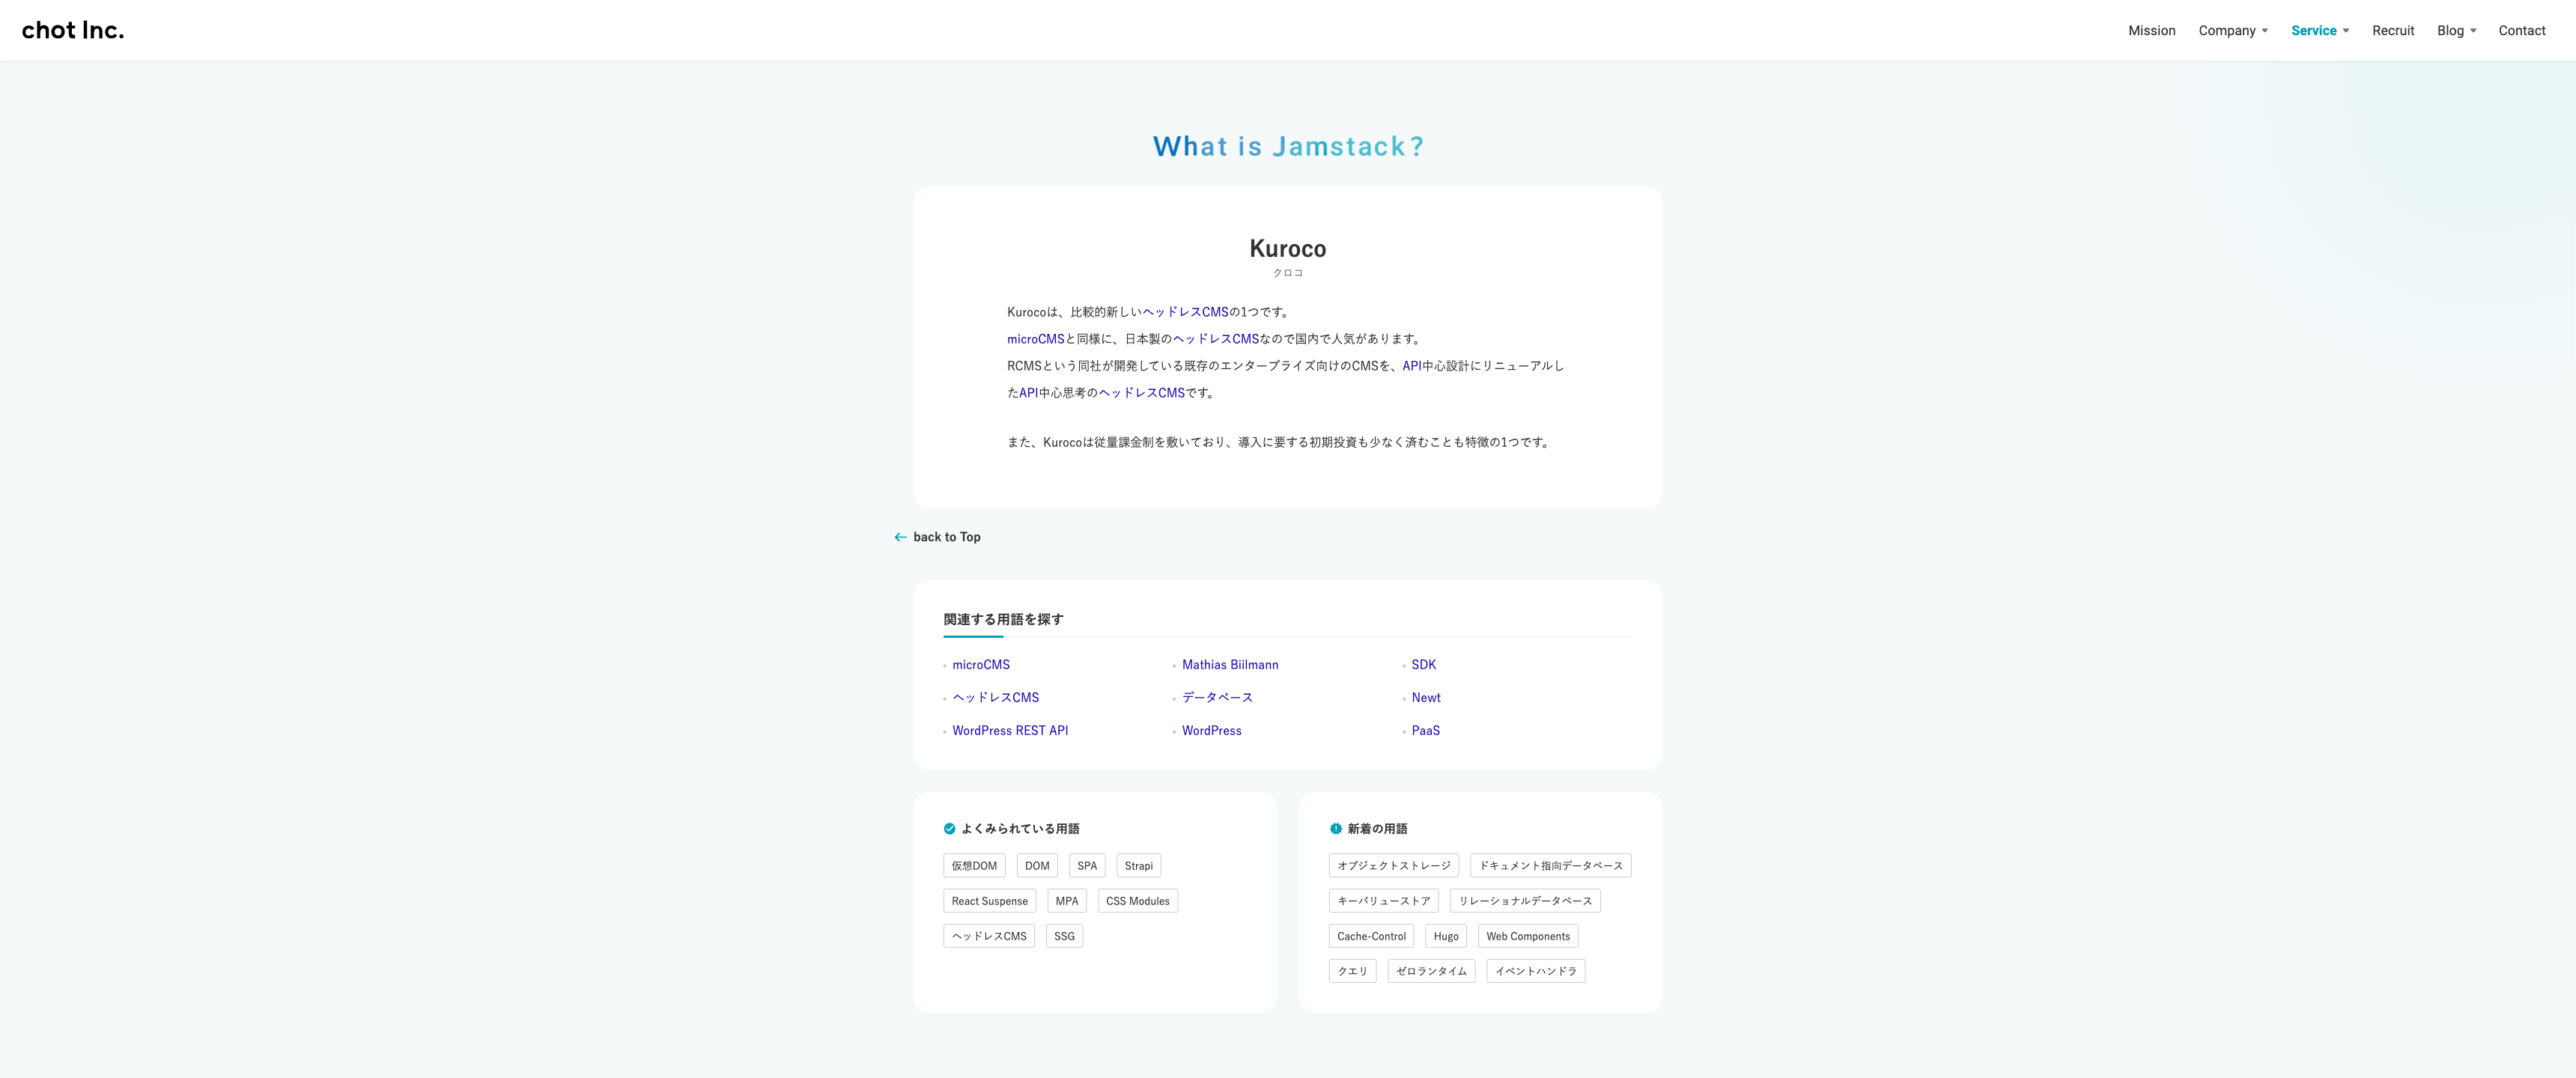 chot Inc.
Mission Company Service Recruit Blog Contact
What is Jamstack?
Kuroco
クロコ
Kurocoは、比較的新しいヘッドレスCMSの1つです。
microCMSと同様に、日本製のヘッドレスCMSなので国内で人気があります。
RCMSという同社が開発している既存のエンタープライズ向けのCMSを、API中心設計にリニューアルし
たAPI中心思考のヘッドレスCMSです。
また、Kurocoは従量課金制を敷いており、導入に要する初期投資も少なく済むことも特徴の1つです。
back to Top
関連する用語を探す
microCMS Mathias Biilmann SDK
ヘッドレスCMS データベース Newt
WordPress REST API WordPress PaaS
よくみられている用語
仮想DOM DOM SPA Strapi
React Suspense MPA CSS Modules
ヘッドレスCMS SSG
新着の用語
オブジェクトストレージ ドキュメント指向データベース
キーバリューストア リレーショナルデータベース
Cache-Control Hugo Web Components
クエリ ゼロランタイム イベントハンドラ